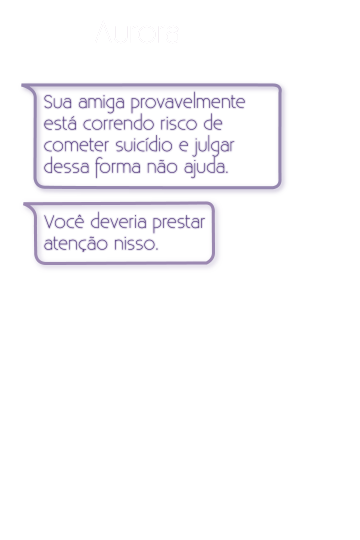 Aurora
Sua amiga provavelmente
está correndo risco de
cometer suicídio e julgar
dessa forma não ajuda.
Você deveria prestar
atenção nisso.